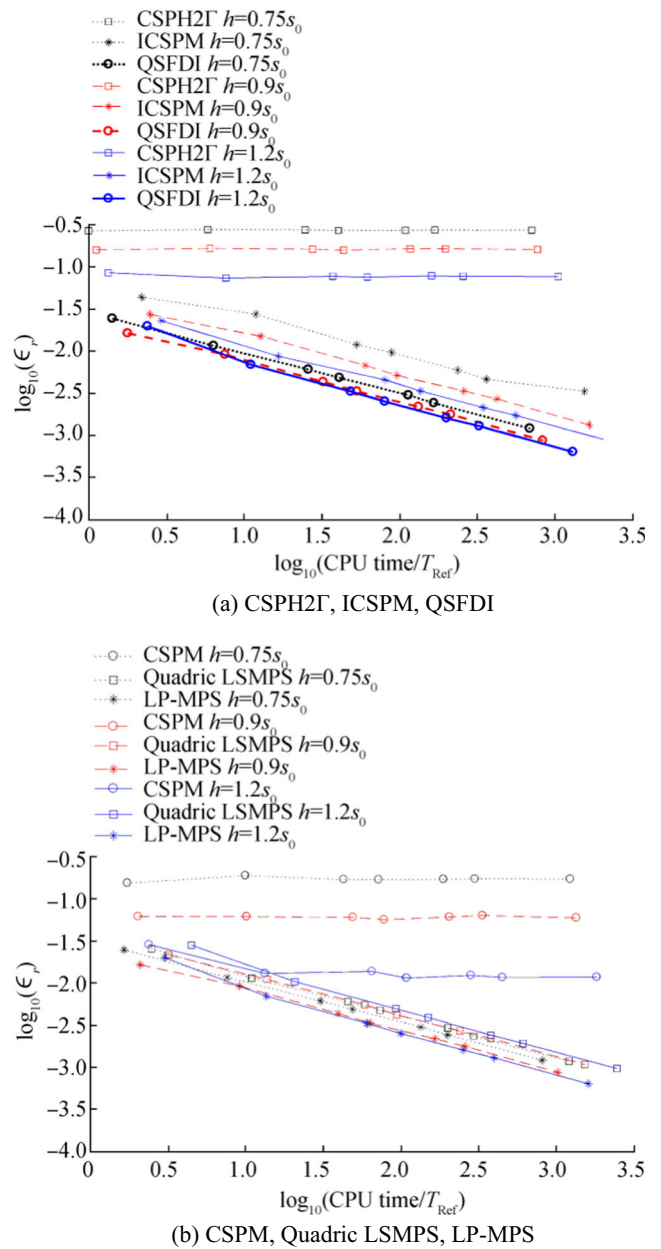 CSPH2Γ h=0.75s₀
ICSPM h=0.75s₀
QSFDI h=0.75s₀
CSPH2Γ h=0.9s₀
ICSPM h=0.9s₀
QSFDI h=0.9s₀
CSPH2Γ h=1.2s₀
ICSPM h=1.2s₀
QSFDI h=1.2s₀
−0.5
−1.0
−1.5
−2.0
−2.5
−3.0
−3.5
−4.0
log₁₀(ϵᵣ)
0 0.5 1.0 1.5 2.0 2.5 3.0 3.5
log₁₀(CPU time/T_Ref)
(a) CSPH2Γ, ICSPM, QSFDI
CSPM h=0.75s₀
Quadric LSMPS h=0.75s₀
LP-MPS h=0.75s₀
CSPM h=0.9s₀
Quadric LSMPS h=0.9s₀
LP-MPS h=0.9s₀
CSPM h=1.2s₀
Quadric LSMPS h=1.2s₀
LP-MPS h=1.2s₀
−0.5
−1.0
−1.5
−2.0
−2.5
−3.0
−3.5
−4.0
log₁₀(ϵᵣ)
0 0.5 1.0 1.5 2.0 2.5 3.0 3.5
log₁₀(CPU time/T_Ref)
(b) CSPM, Quadric LSMPS, LP-MPS